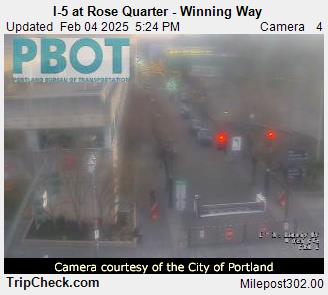 I-5 at Rose Quarter - Winning Way
Updated Feb 04 2025 5:24 PM Camera 4
PBOT
PORTLAND BUREAU OF TRANSPORTATION
Camera courtesy of the City of Portland
TripCheck.com Milepost302.00